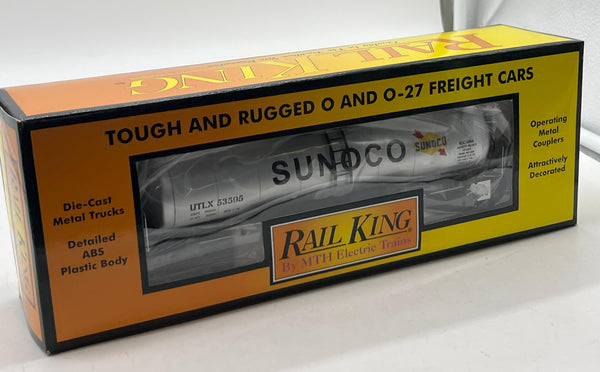 RAIL KING
TOUGH AND RUGGED O AND O-27 FREIGHT CARS
Die-Cast
Metal Trucks
Detailed
ABS
Plastic Body
UTLX 53505
SUNOCO
SUNOCO
Operating
Metal
Couplers
Attractively
Decorated
RAIL KING
By MTH Electric Trains